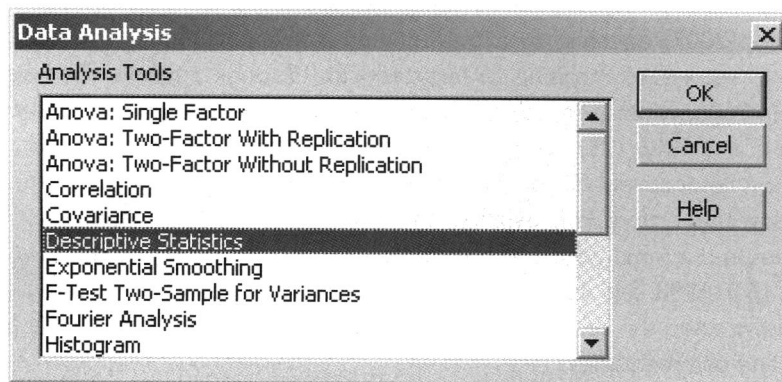 Data Analysis
Analysis Tools
Anova: Single Factor
Anova: Two-Factor With Replication
Anova: Two-Factor Without Replication
Correlation
Covariance
Descriptive Statistics
Exponential Smoothing
F-Test Two-Sample for Variances
Fourier Analysis
Histogram
OK
Cancel
Help